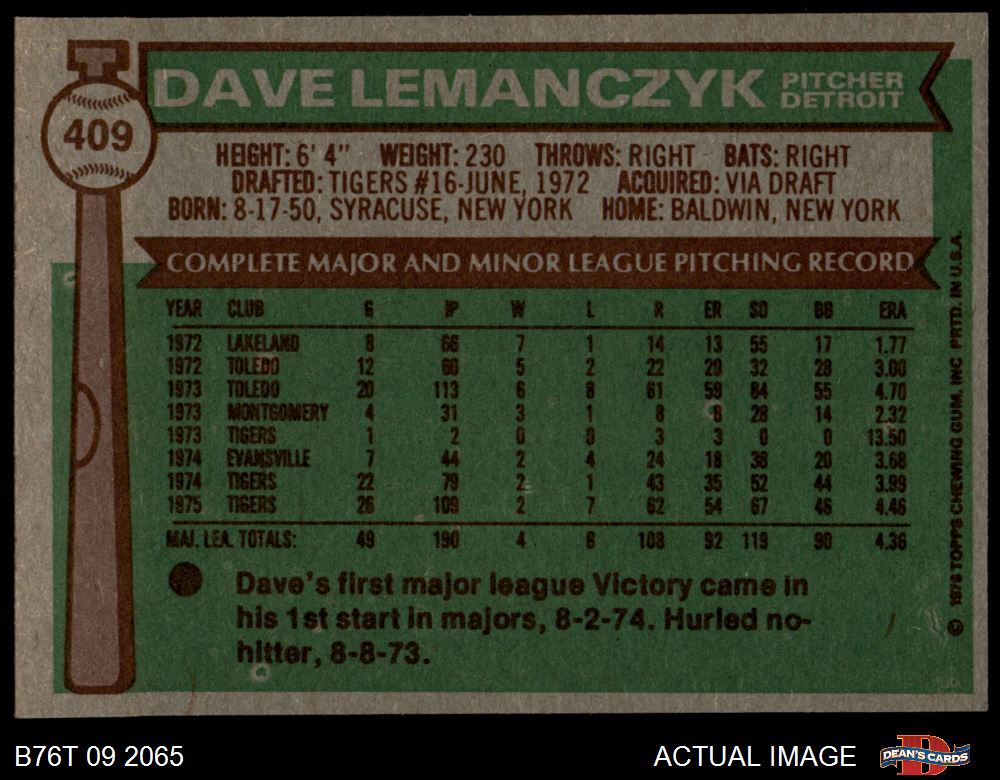 DAVE LEMANCZYK PITCHER DETROIT
409
HEIGHT: 6' 4" WEIGHT: 230 THROWS: RIGHT BATS: RIGHT
DRAFTED: TIGERS #16-JUNE, 1972 ACQUIRED: VIA DRAFT
BORN: 8-17-50, SYRACUSE, NEW YORK HOME: BALDWIN, NEW YORK
COMPLETE MAJOR AND MINOR LEAGUE PITCHING RECORD
YEAR CLUB G IP W L R ER SO BB ERA
1972 LAKELAND 8 66 7 1 14 13 55 17 1.77
1972 TOLEDO 12 60 5 2 22 20 32 28 3.00
1973 TOLEDO 20 113 6 8 61 59 84 55 4.70
1973 MONTGOMERY 4 31 3 1 8 8 28 14 2.32
1973 TIGERS 1 2 0 0 3 3 0 0 13.50
1974 EVANSVILLE 7 44 2 4 24 18 38 20 3.68
1974 TIGERS 22 79 2 1 43 35 52 44 3.99
1975 TIGERS 26 109 2 7 62 54 67 46 4.46
MAJ. LEA. TOTALS: 49 190 4 8 108 92 119 90 4.36
Dave's first major league Victory came in
his 1st start in majors, 8-2-74. Hurled no-
hitter, 8-8-73.
© 1976 TOPPS CHEWING GUM, INC PRTD. IN U.S.A.
B76T 09 2065
ACTUAL IMAGE
DEAN'S CARDS